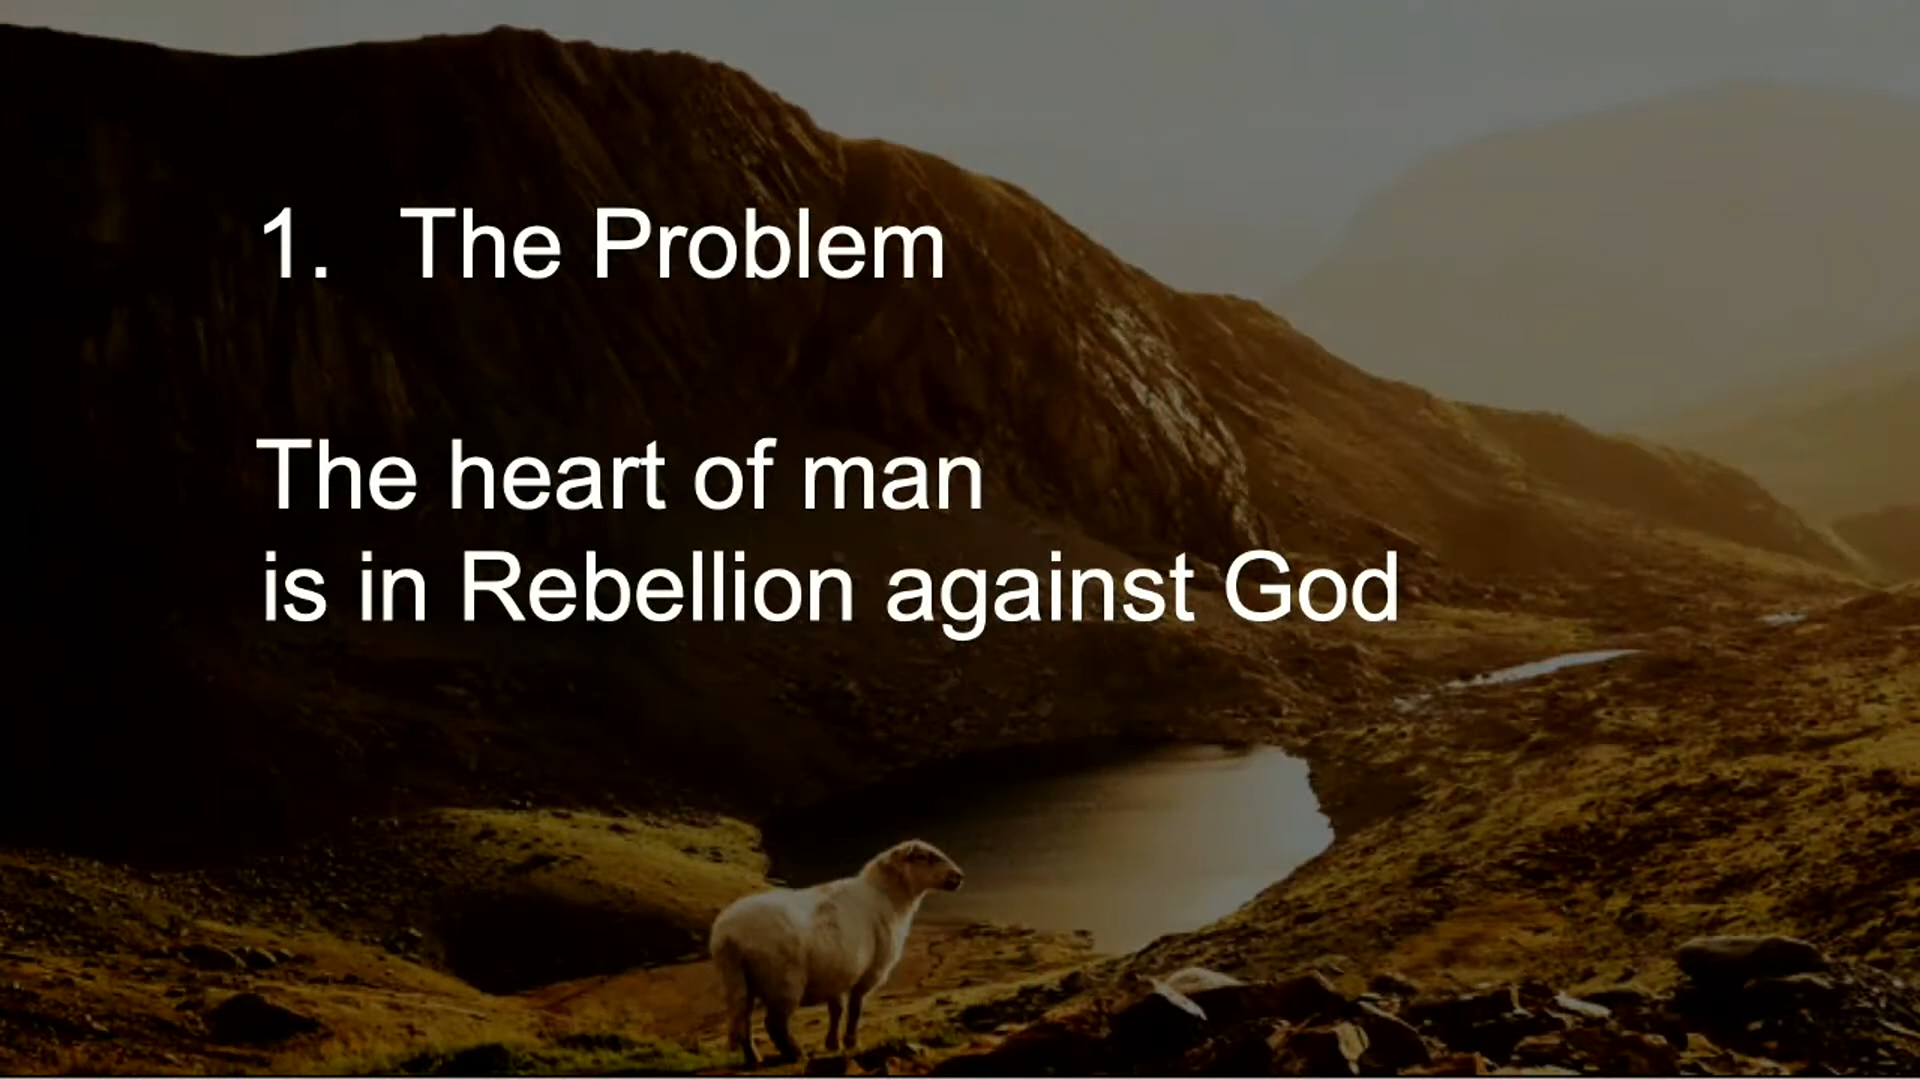 1. The Problem
The heart of man
is in Rebellion against God